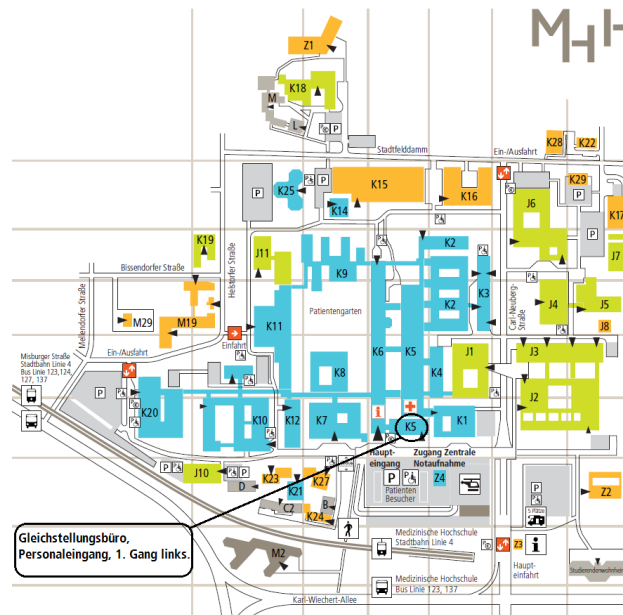 MHH
Z1
K18
M
L
P
Stadtfelddamm
Ein-/Ausfahrt
K28
K22
P
K25
P
K15
K14
K16
K29
J6
P
K17
K19
J11
K2
J7
Bissendorfer Straße
K9
K3
Helstorfer Straße
Mellendorfer Straße
Patientengarten
K2
Carl-Neuberg-
Straße
J4
J5
M29
M19
K11
K6
K5
J8
Misburger Straße
Stadtbahn Linie 4
Bus Linie 123,124,
127, 137
Ein-/Ausfahrt
Einfahrt
K8
K4
J1
J3
J2
P
K20
K10
K12
K7
i
K5
K1
Haupt-
eingang
Zugang Zentrale
Notaufnahme
J10
P
D
K23
K21
K27
C2
B
K24
P
Patienten
Besucher
Z4
P
5 Plätze
Z2
Gleichstellungsbüro,
Personaleingang, 1. Gang links.
M2
Medizinische Hochschule
Stadtbahn Linie 4
Z3
i
Haupt-
einfahrt
Studierendenwohnheim
Medizinische Hochschule
Bus Linie 123, 137
Karl-Wiechert-Allee